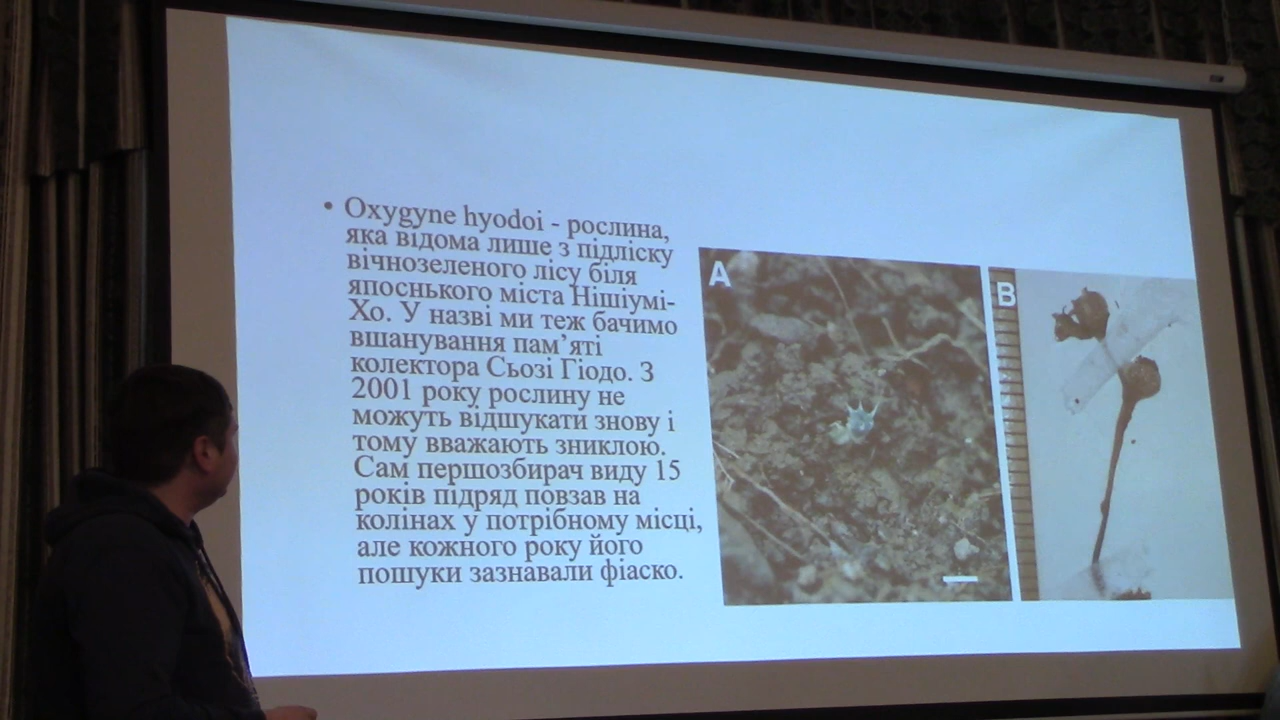 • Oxygyne hyodoi - рослина,
яка відома лише з підліску
вічнозеленого лісу біля
япоснького міста Нішіумі-
Хо. У назві ми теж бачимо
вшанування пам’яті
колектора Сьозі Гіодо. З
2001 року рослину не
можуть відшукати знову і
тому вважають зниклою.
Сам першозбирач виду 15
років підряд повзав на
колінах у потрібному місці,
але кожного року його
пошуки зазнавали фіаско.
A
B